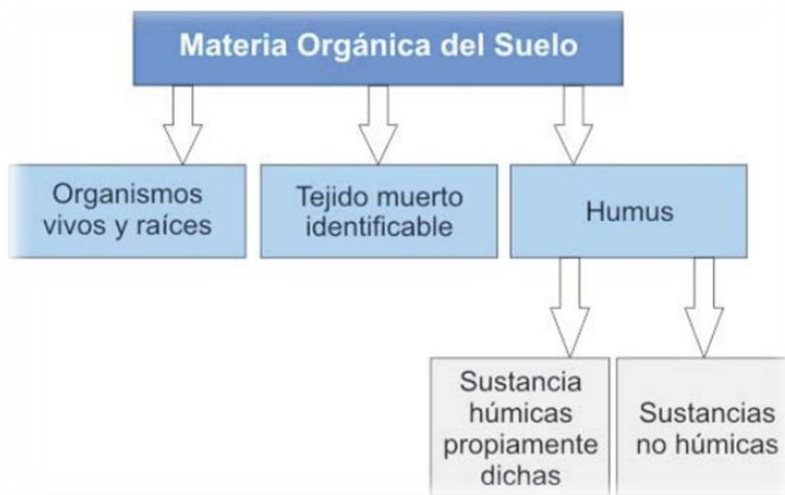 Materia Orgánica del Suelo
Organismos
vivos y raíces
Tejido muerto
identificable
Humus
Sustancia
húmicas
propiamente
dichas
Sustancias
no húmicas